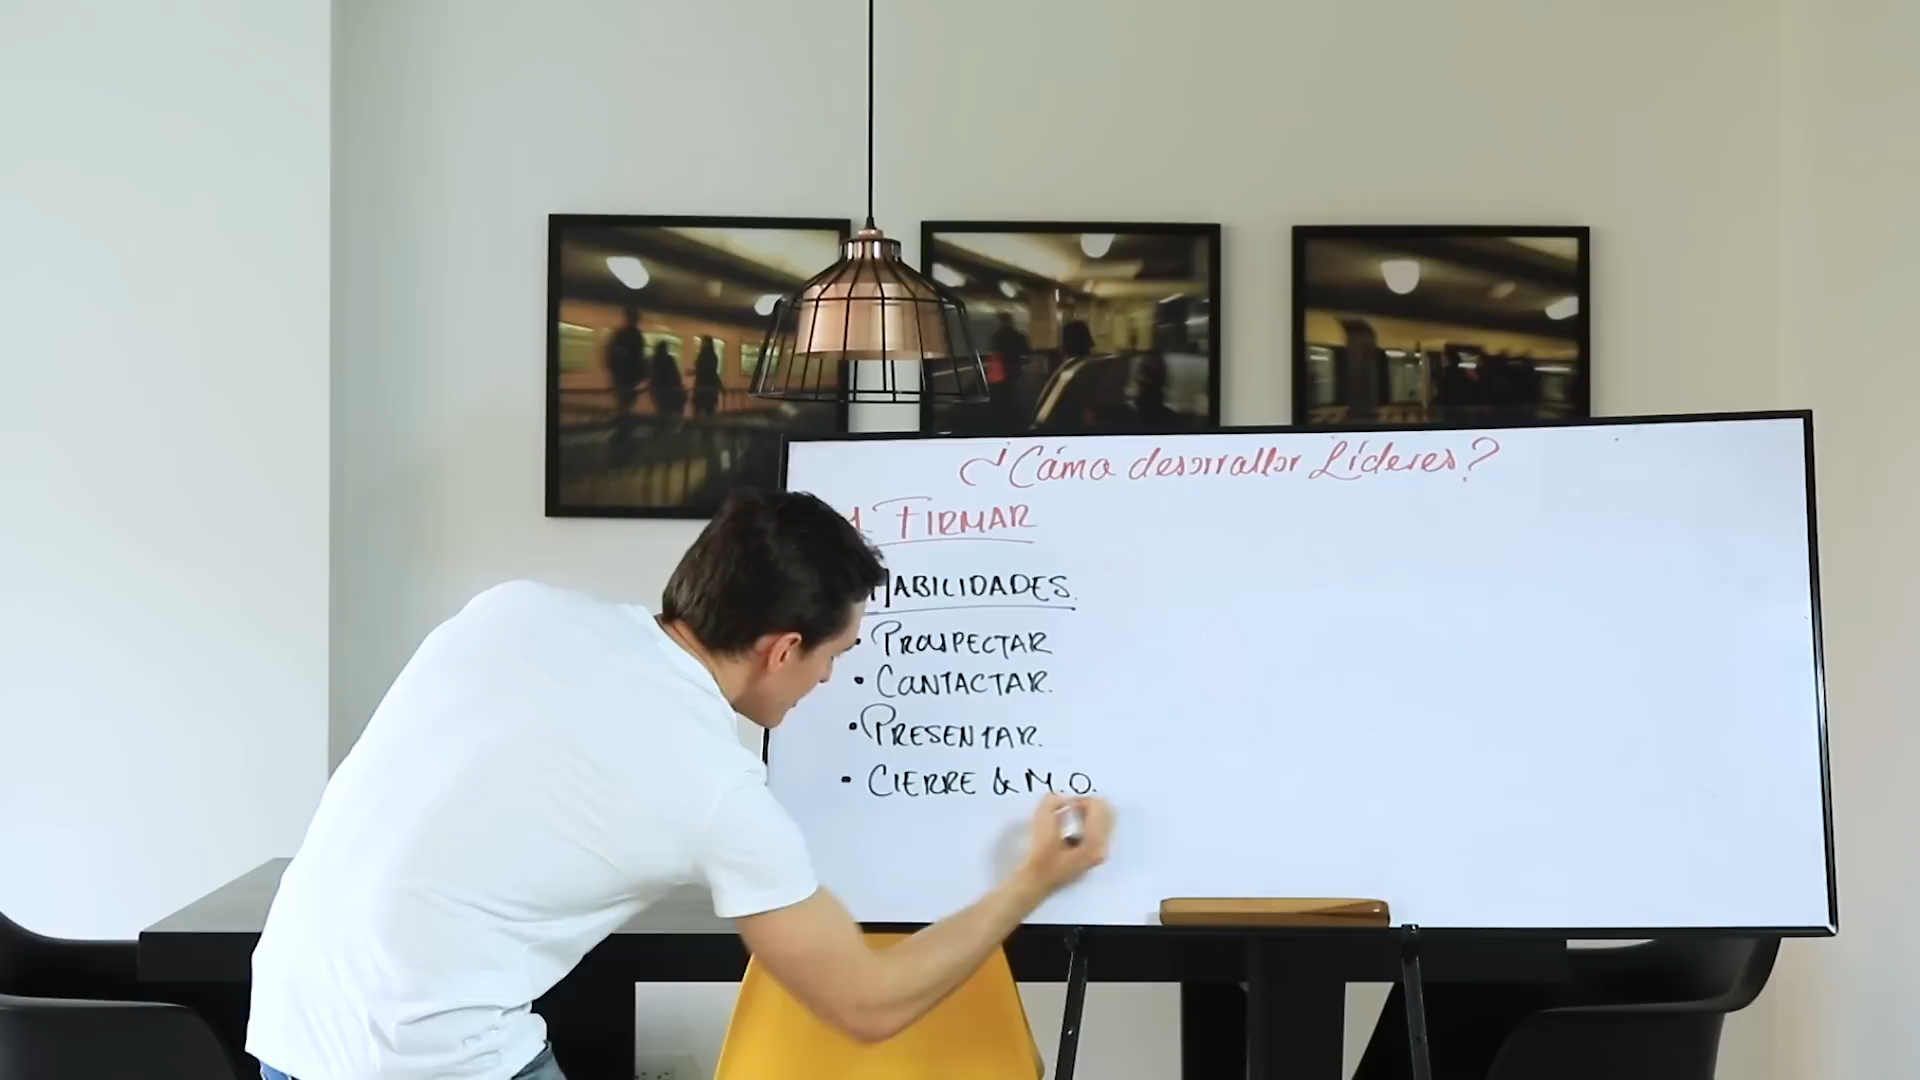 ¿Cómo desarrollar Líderes?
1 FIRMAR
HABILIDADES.
• PROSPECTAR
• CONTACTAR.
• PRESENTAR.
• CIERRE & M.O.